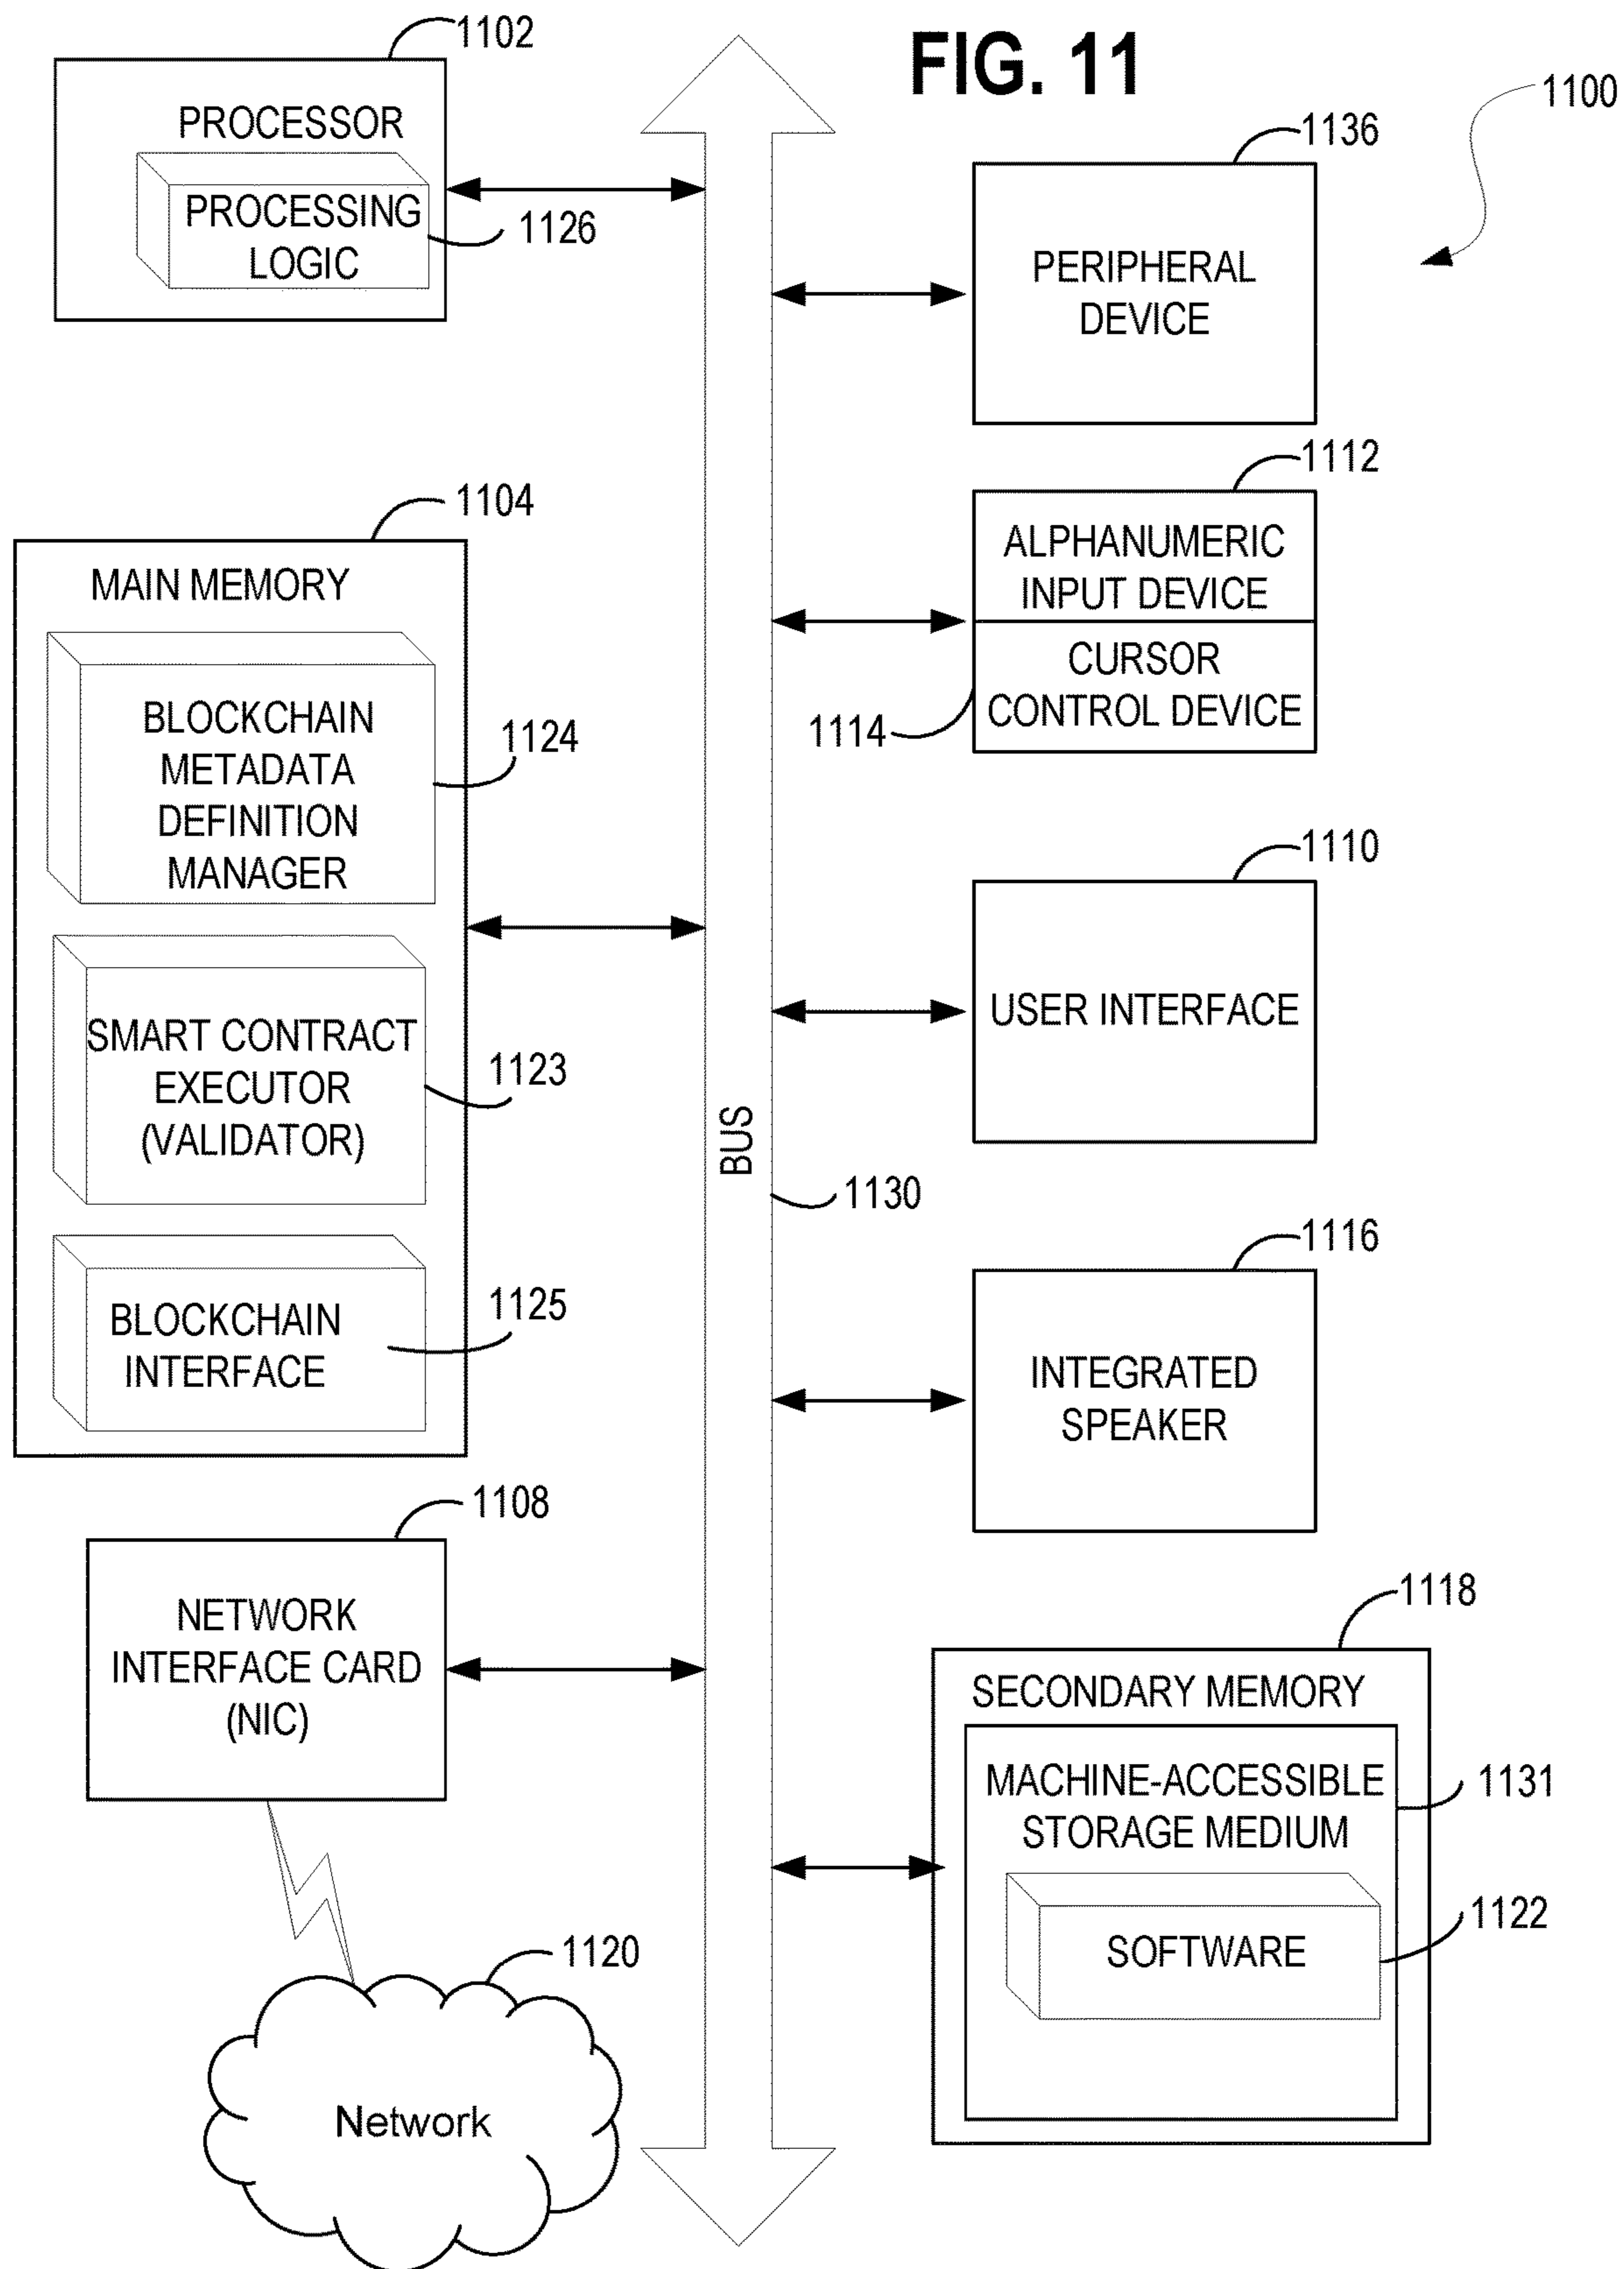 FIG. 11
1100
1102
PROCESSOR
PROCESSING
LOGIC
1126
1136
PERIPHERAL
DEVICE
1104
MAIN MEMORY
BLOCKCHAIN
METADATA
DEFINITION
MANAGER
1124
SMART CONTRACT
EXECUTOR
(VALIDATOR)
1123
BLOCKCHAIN
INTERFACE
1125
1112
ALPHANUMERIC
INPUT DEVICE
CURSOR
CONTROL DEVICE
1114
1110
USER INTERFACE
BUS
1130
1116
INTEGRATED
SPEAKER
1108
NETWORK
INTERFACE CARD
(NIC)
1120
Network
1118
SECONDARY MEMORY
MACHINE-ACCESSIBLE
STORAGE MEDIUM
1131
SOFTWARE
1122